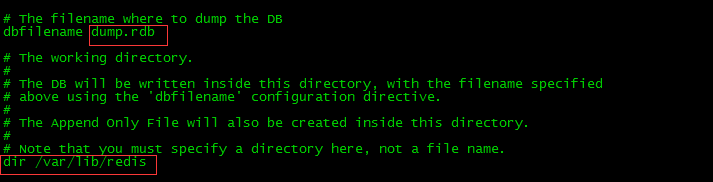 # The filename where to dump the DB
dbfilename dump.rdb
# The working directory.
#
# The DB will be written inside this directory, with the filename specified
# above using the 'dbfilename' configuration directive.
#
# The Append Only File will also be created inside this directory.
#
# Note that you must specify a directory here, not a file name.
dir /var/lib/redis